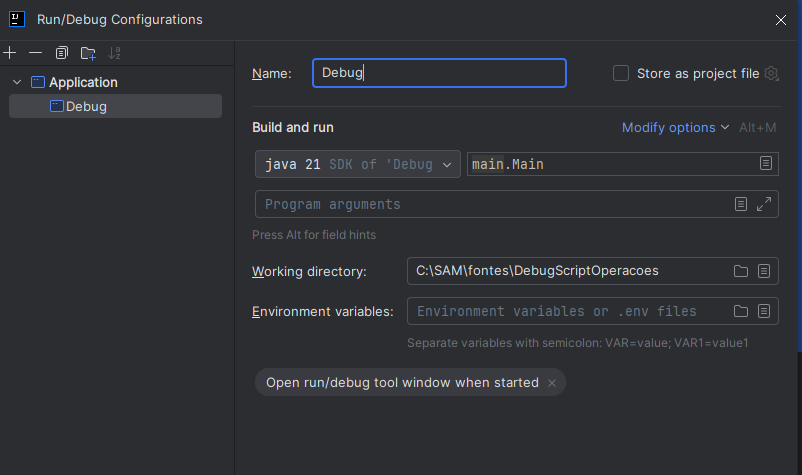 Run/Debug Configurations
Application
Debug
Name: Debug
Store as project file
Build and run
Modify options Alt+M
java 21 SDK of 'Debug main.Main
Program arguments
Press Alt for field hints
Working directory: C:\SAM\fontes\DebugScriptOperacoes
Environment variables: Environment variables or .env files
Separate variables with semicolon: VAR=value; VAR1=value1
Open run/debug tool window when started